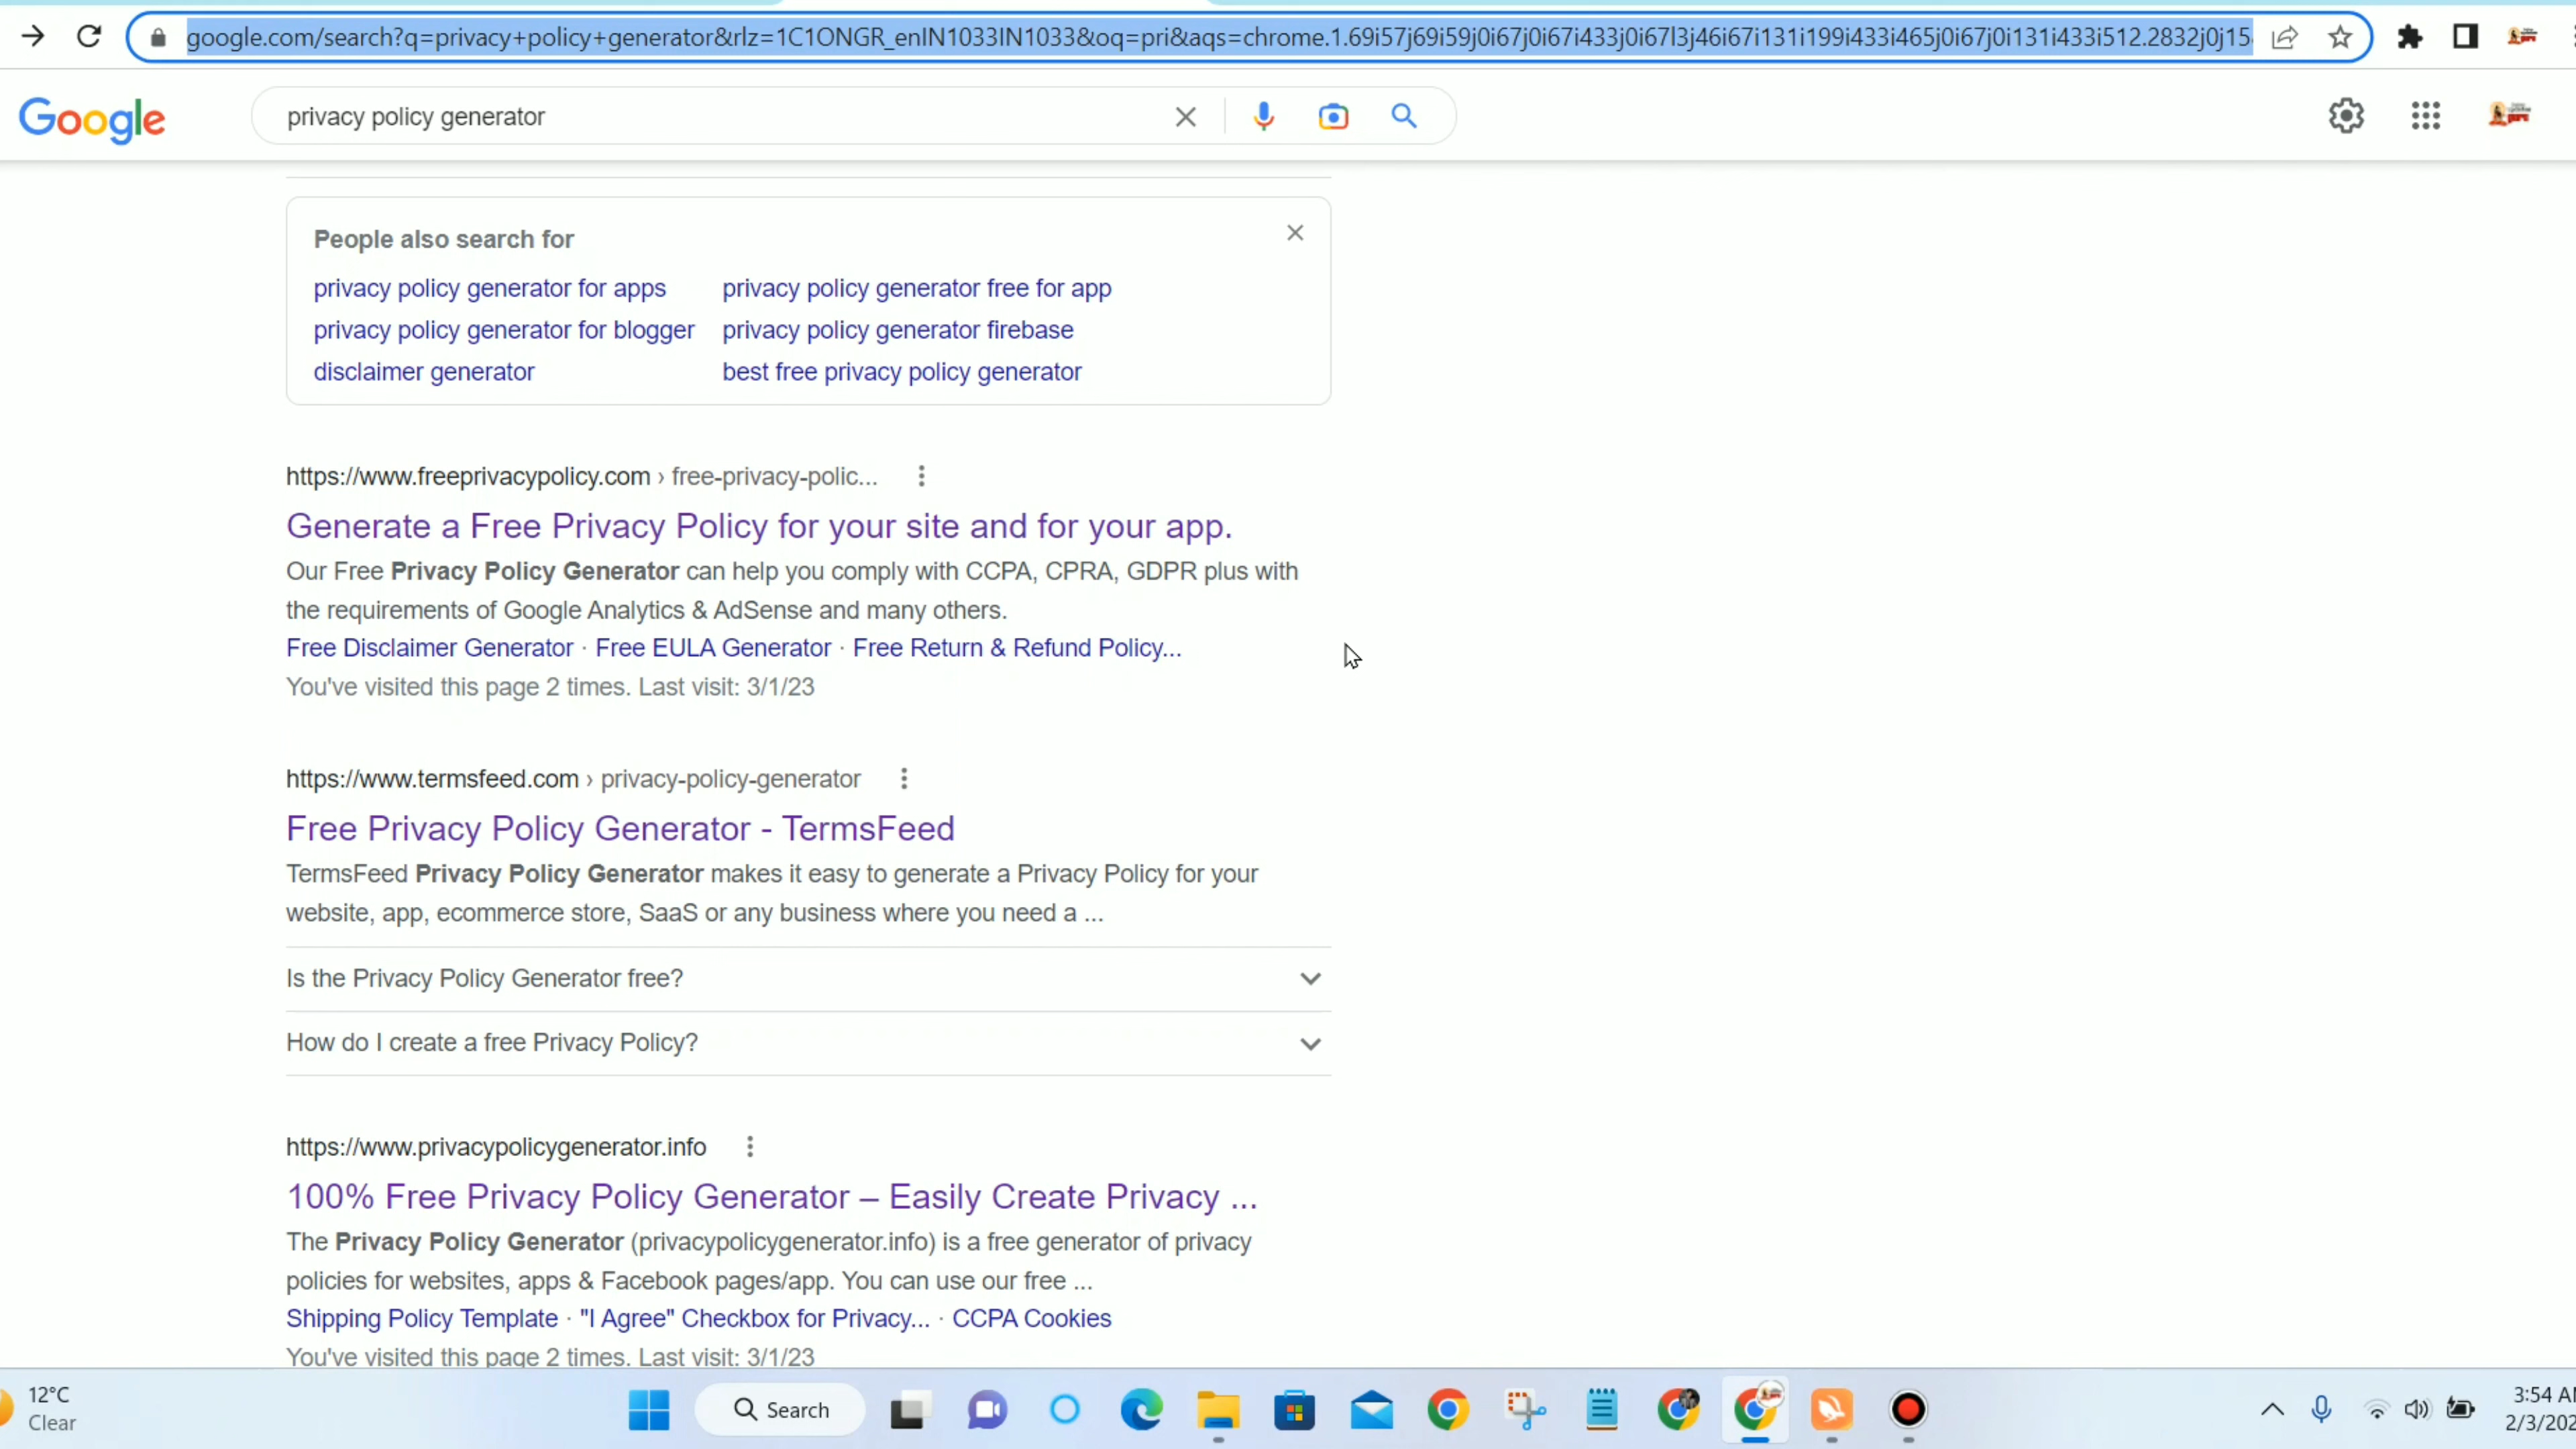 google.com/search?q=privacy+policy+generator&rlz=1C1ONGR_enIN1033IN1033&oq=pri&aqs=chrome.1.69i57j69i59j0i67j0i67i433j0i67l3j46i67i131i199i433i465j0i67j0i131i433i512.2832j0j15
Google
privacy policy generator
People also search for
privacy policy generator for apps
privacy policy generator free for app
privacy policy generator for blogger
privacy policy generator firebase
disclaimer generator
best free privacy policy generator
https://www.freeprivacypolicy.com › free-privacy-polic...
Generate a Free Privacy Policy for your site and for your app.
Our Free Privacy Policy Generator can help you comply with CCPA, CPRA, GDPR plus with
the requirements of Google Analytics & AdSense and many others.
Free Disclaimer Generator · Free EULA Generator · Free Return & Refund Policy...
You've visited this page 2 times. Last visit: 3/1/23
https://www.termsfeed.com › privacy-policy-generator
Free Privacy Policy Generator - TermsFeed
TermsFeed Privacy Policy Generator makes it easy to generate a Privacy Policy for your
website, app, ecommerce store, SaaS or any business where you need a ...
Is the Privacy Policy Generator free?
How do I create a free Privacy Policy?
https://www.privacypolicygenerator.info
100% Free Privacy Policy Generator – Easily Create Privacy ...
The Privacy Policy Generator (privacypolicygenerator.info) is a free generator of privacy
policies for websites, apps & Facebook pages/app. You can use our free ...
Shipping Policy Template · "I Agree" Checkbox for Privacy... · CCPA Cookies
You've visited this page 2 times. Last visit: 3/1/23
12°C
Clear
Search
3:54
2/3/202